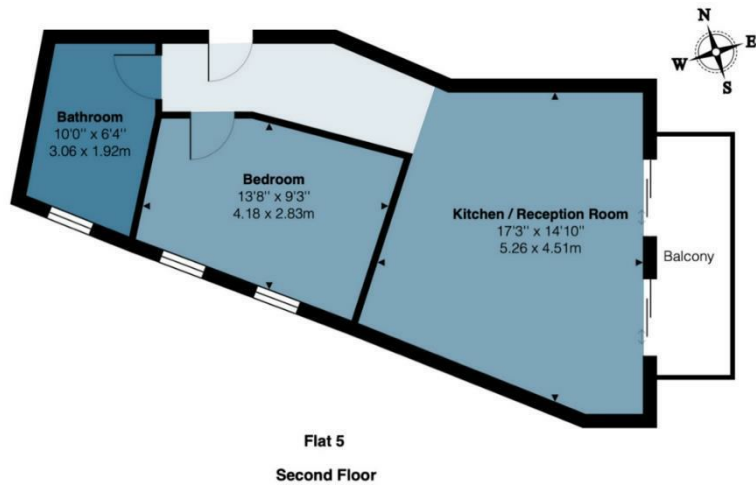 N
E
W
S
Bathroom
10'0'' x 6'4''
3.06 x 1.92m
Bedroom
13'8'' x 9'3''
4.18 x 2.83m
Kitchen / Reception Room
17'3'' x 14'10''
5.26 x 4.51m
Balcony
Flat 5
Second Floor